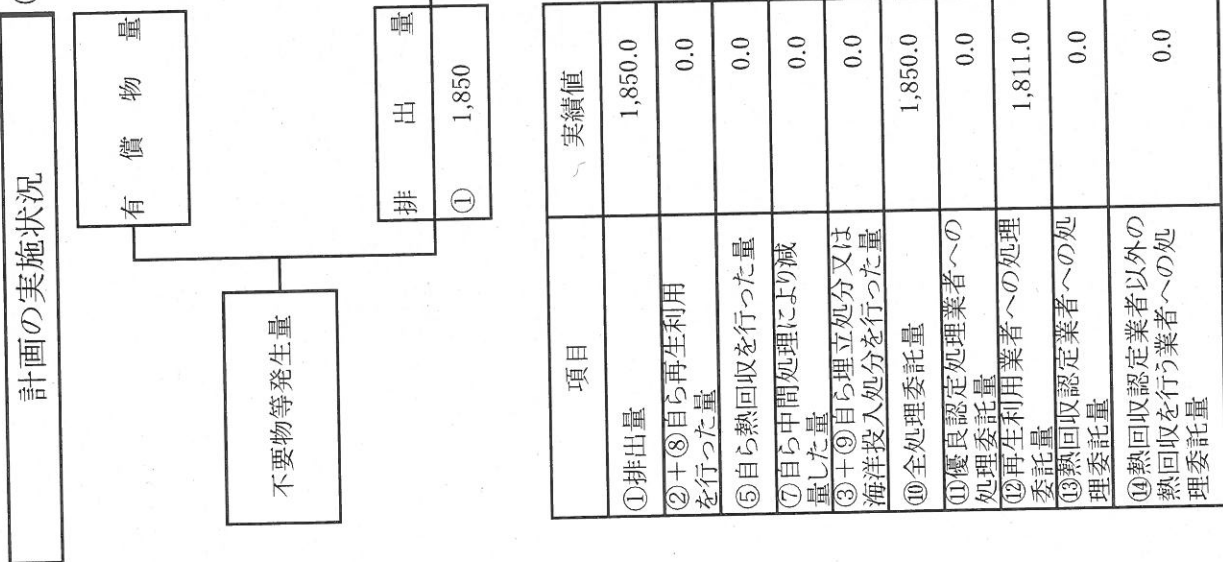 計画の実施状況
有償物量
不要物等発生量
排出量
① 1,850
項目 実績値
①排出量 1,850.0
②+⑧自ら再生利用
を行った量 0.0
⑤自ら熱回収を行った量 0.0
⑦自ら中間処理により減
量した量 0.0
③+⑨自ら埋立処分又は
海洋投入処分を行った量 0.0
⑩全処理委託量 1,850.0
⑪優良認定処理業者への
処理委託量 0.0
⑫再生利用業者への処理
委託量 1,811.0
⑬熱回収認定業者への処
理委託量 0.0
⑭熱回収認定業者以外の
熱回収を行う業者への処
理委託量 0.0